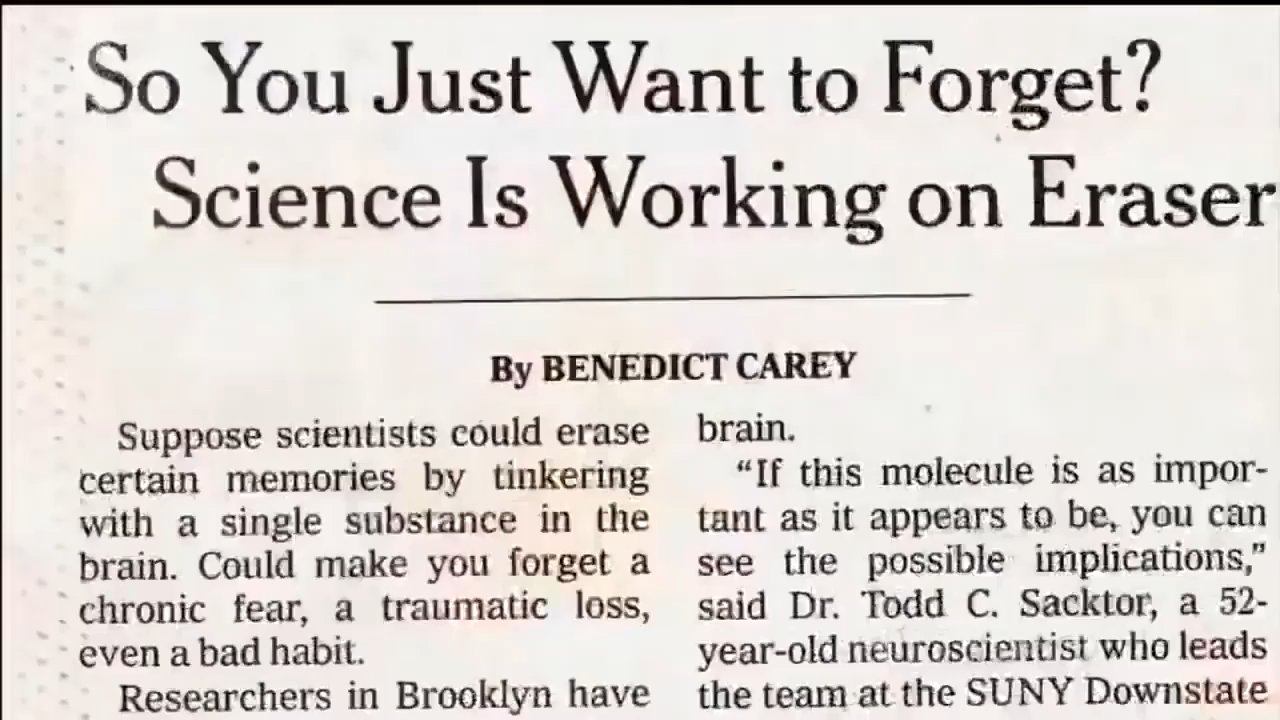 So You Just Want to Forget?
Science Is Working on Eraser
By BENEDICT CAREY
Suppose scientists could erase
certain memories by tinkering
with a single substance in the
brain. Could make you forget a
chronic fear, a traumatic loss,
even a bad habit.
Researchers in Brooklyn have
brain.
“If this molecule is as impor-
tant as it appears to be, you can
see the possible implications,”
said Dr. Todd C. Sacktor, a 52-
year-old neuroscientist who leads
the team at the SUNY Downstate